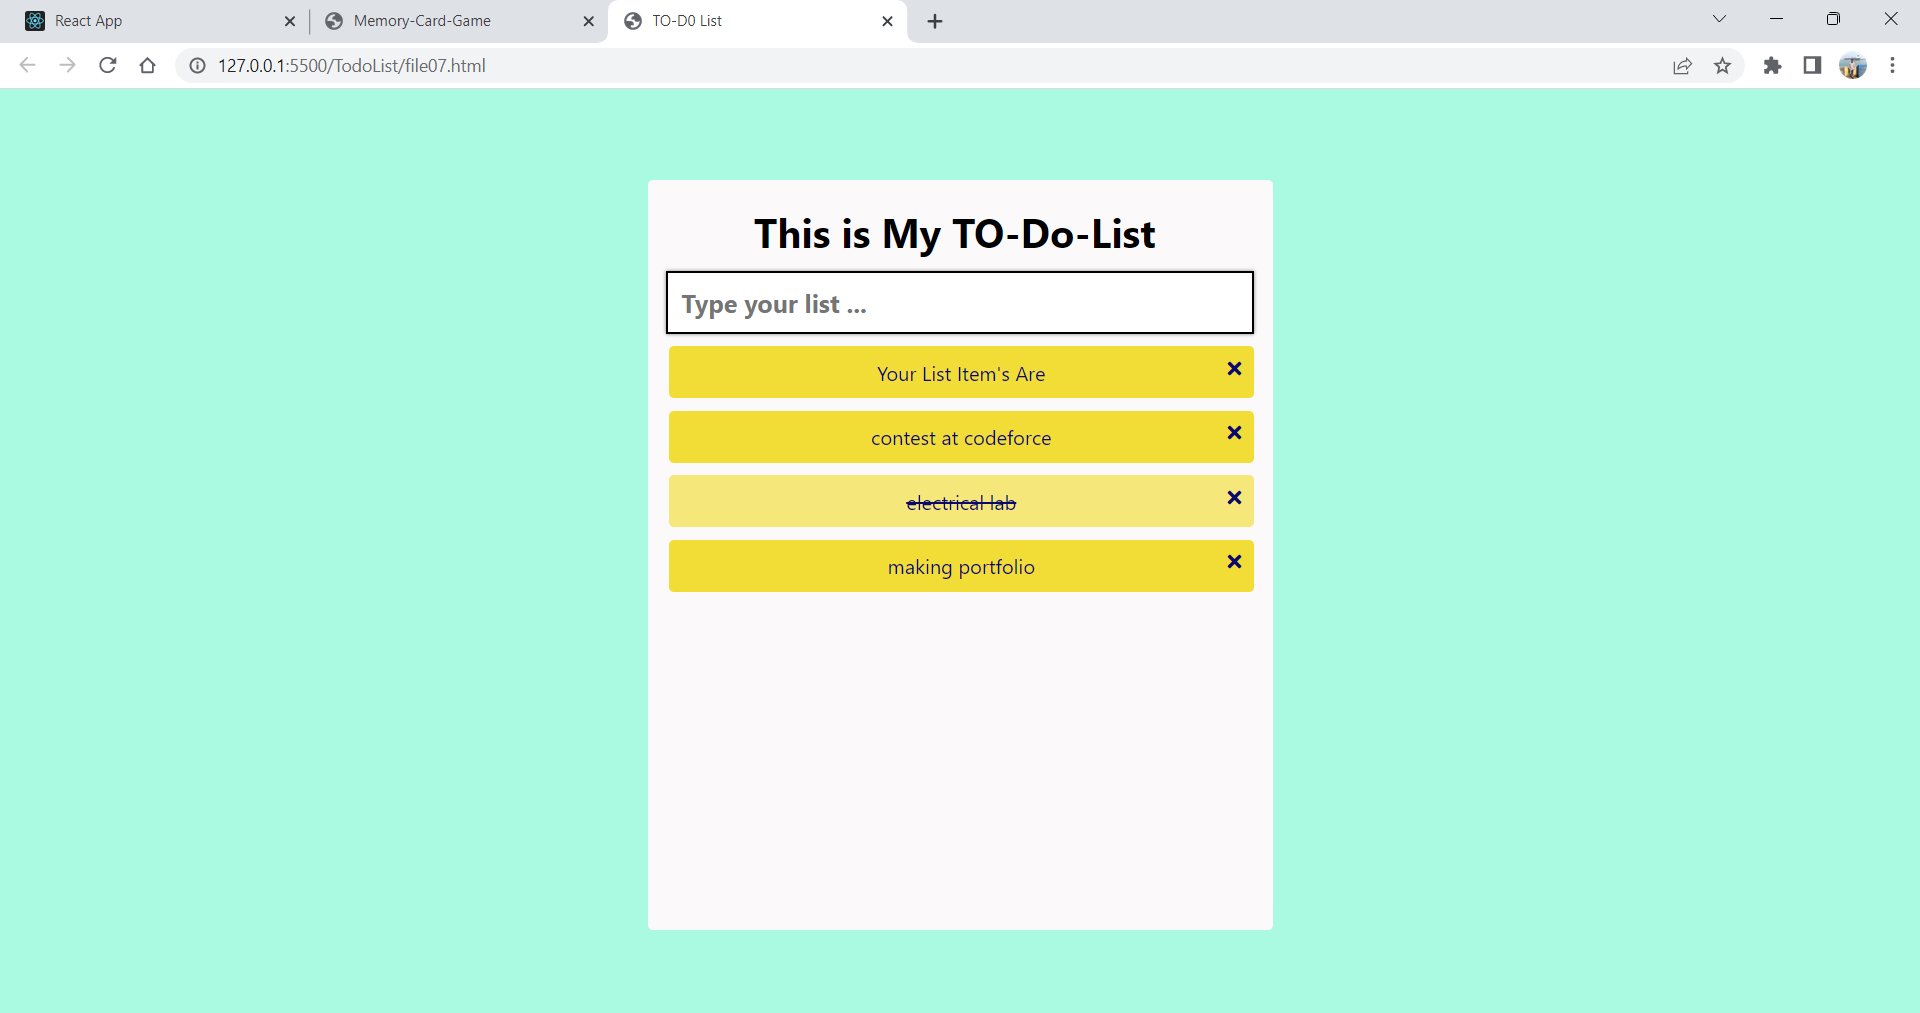 React App
Memory-Card-Game
TO-D0 List
127.0.0.1:5500/TodoList/file07.html
This is My TO-Do-List
Type your list ...
Your List Item's Are
contest at codeforce
electrical lab
making portfolio